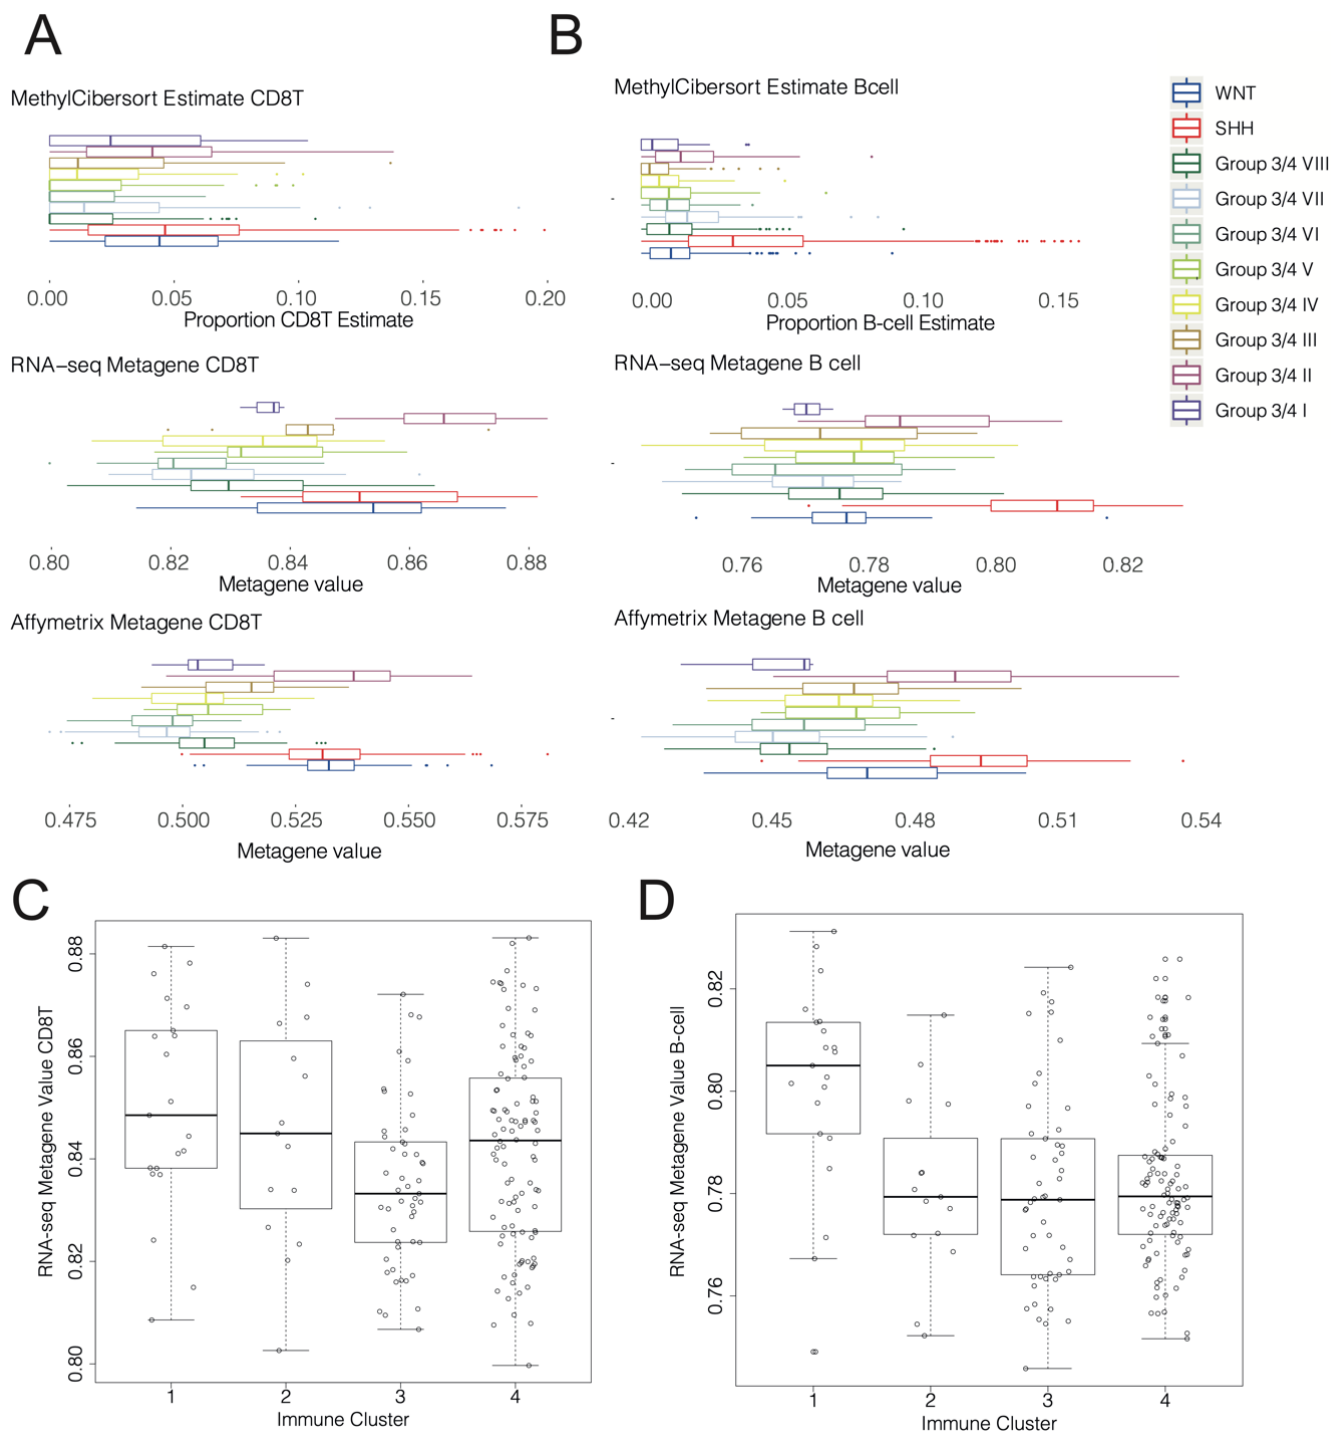 A
B
MethylCibersort Estimate CD8T
0.00 0.05 0.10 0.15 0.20
Proportion CD8T Estimate
RNA-seq Metagene CD8T
0.80 0.82 0.84 0.86 0.88
Metagene value
Affymetrix Metagene CD8T
0.475 0.500 0.525 0.550 0.575
Metagene value
MethylCibersort Estimate Bcell
0.00 0.05 0.10 0.15
Proportion B-cell Estimate
RNA-seq Metagene B cell
0.76 0.78 0.80 0.82
Metagene value
Affymetrix Metagene B cell
0.42 0.45 0.48 0.51 0.54
Metagene value
WNT
SHH
Group 3/4 VIII
Group 3/4 VII
Group 3/4 VI
Group 3/4 V
Group 3/4 IV
Group 3/4 III
Group 3/4 II
Group 3/4 I
C
RNA-seq Metagene Value CD8T
0.88
0.86
0.84
0.82
0.80
1 2 3 4
Immune Cluster
D
RNA-seq Metagene Value B-cell
0.82
0.80
0.78
0.76
1 2 3 4
Immune Cluster